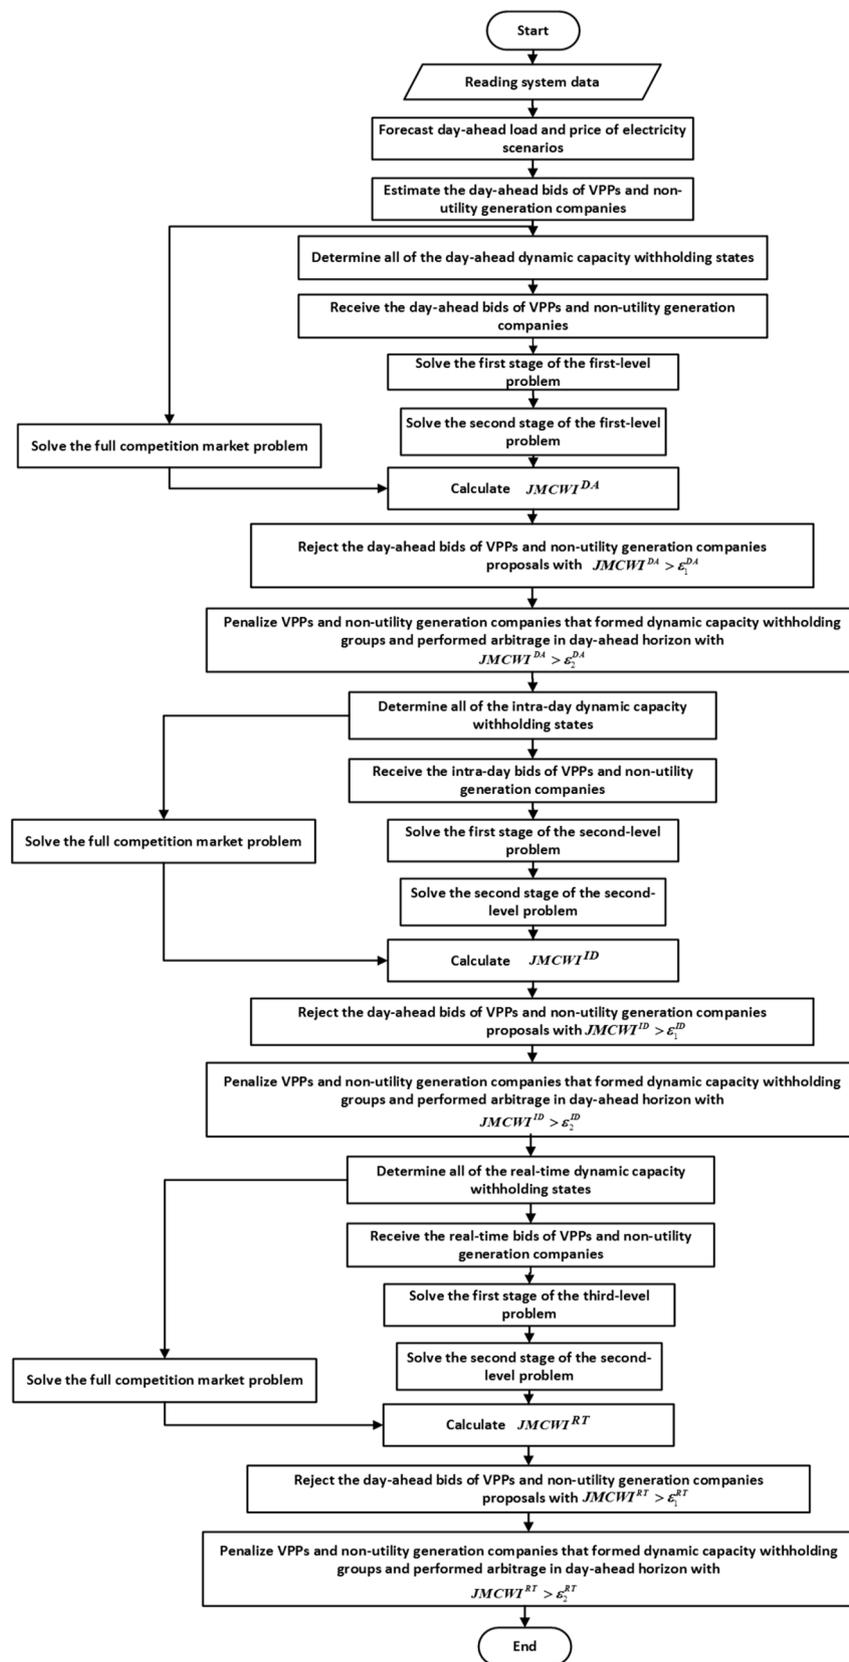 Start
Reading system data
Forecast day-ahead load and price of electricity
scenarios
Estimate the day-ahead bids of VPPs and non-
utility generation companies
Determine all of the day-ahead dynamic capacity withholding states
Receive the day-ahead bids of VPPs and non-utility generation
companies
Solve the first stage of the first-level
problem
Solve the second stage of the first-level
problem
Solve the full competition market problem
Calculate JMCWI^DA
Reject the day-ahead bids of VPPs and non-utility generation companies
proposals with JMCWI^DA > ε_1^DA
Penalize VPPs and non-utility generation companies that formed dynamic capacity withholding
groups and performed arbitrage in day-ahead horizon with
JMCWI^DA > ε_2^DA
Determine all of the intra-day dynamic capacity
withholding states
Receive the intra-day bids of VPPs and non-utility
generation companies
Solve the full competition market problem
Solve the first stage of the second-level
problem
Solve the second stage of the second-
level problem
Calculate JMCWI^ID
Reject the day-ahead bids of VPPs and non-utility generation companies
proposals with JMCWI^ID > ε_1^ID
Penalize VPPs and non-utility generation companies that formed dynamic capacity withholding
groups and performed arbitrage in day-ahead horizon with
JMCWI^ID > ε_2^ID
Determine all of the real-time dynamic capacity
withholding states
Receive the real-time bids of VPPs and non-utility
generation companies
Solve the first stage of the third-level
problem
Solve the second stage of the second-
level problem
Solve the full competition market problem
Calculate JMCWI^RT
Reject the day-ahead bids of VPPs and non-utility generation companies
proposals with JMCWI^RT > ε_1^RT
Penalize VPPs and non-utility generation companies that formed dynamic capacity withholding
groups and performed arbitrage in day-ahead horizon with
JMCWI^RT > ε_2^RT
End